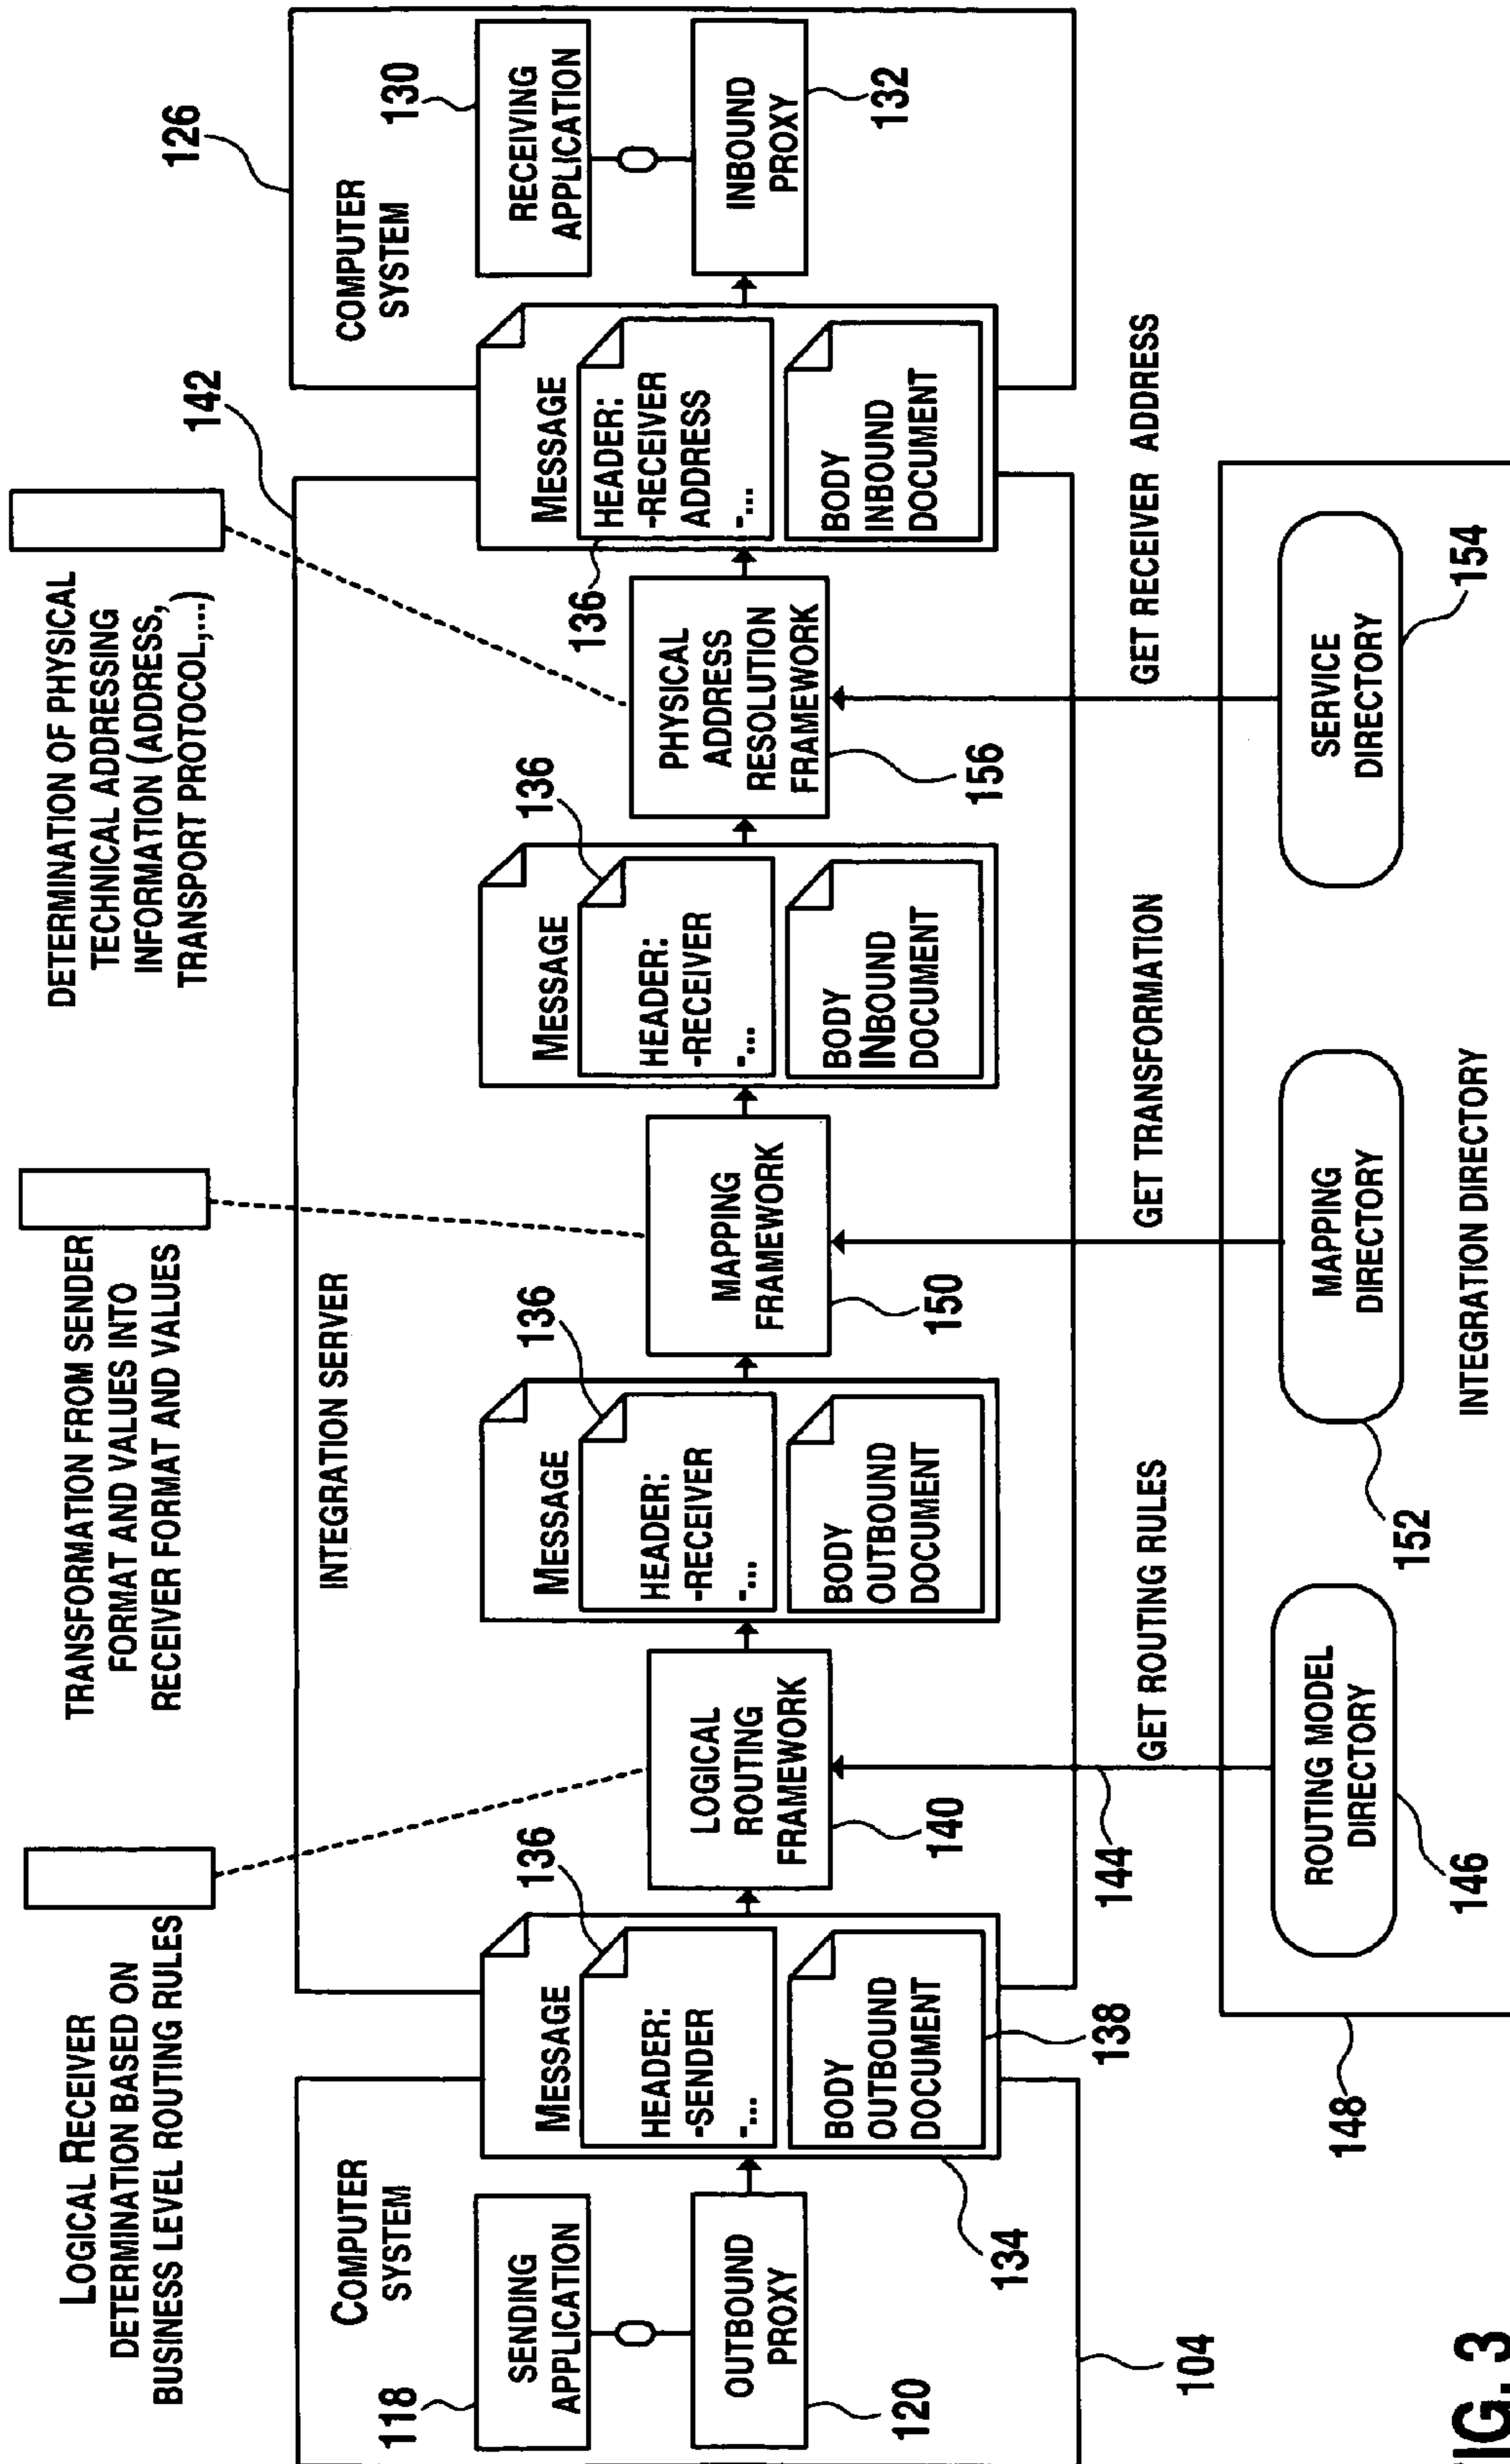 LOGICAL RECEIVER
DETERMINATION BASED ON
BUSINESS LEVEL ROUTING RULES
TRANSFORMATION FROM SENDER
FORMAT AND VALUES INTO
RECEIVER FORMAT AND VALUES
DETERMINATION OF PHYSICAL
TECHNICAL ADDRESSING
INFORMATION (ADDRESS,
TRANSPORT PROTOCOL,...)
142
126
COMPUTER
SYSTEM
118
SENDING
APPLICATION
OUTBOUND
PROXY
120
104
MESSAGE
136
HEADER:
-SENDER
-...
BODY
OUTBOUND
DOCUMENT
134
138
INTEGRATION SERVER
LOGICAL
ROUTING
FRAMEWORK
140
MESSAGE
136
HEADER:
-RECEIVER
-...
BODY
OUTBOUND
DOCUMENT
MAPPING
FRAMEWORK
150
MESSAGE
136
HEADER:
-RECEIVER
-...
BODY
INBOUND
DOCUMENT
PHYSICAL
ADDRESS
RESOLUTION
FRAMEWORK
156
136
MESSAGE
HEADER:
-RECEIVER
ADDRESS
-...
BODY
INBOUND
DOCUMENT
COMPUTER
SYSTEM
130
RECEIVING
APPLICATION
INBOUND
PROXY
132
144
GET ROUTING RULES
GET TRANSFORMATION
GET RECEIVER ADDRESS
148
ROUTING MODEL
DIRECTORY
146
MAPPING
DIRECTORY
152
SERVICE
DIRECTORY
154
INTEGRATION DIRECTORY
IG. 3